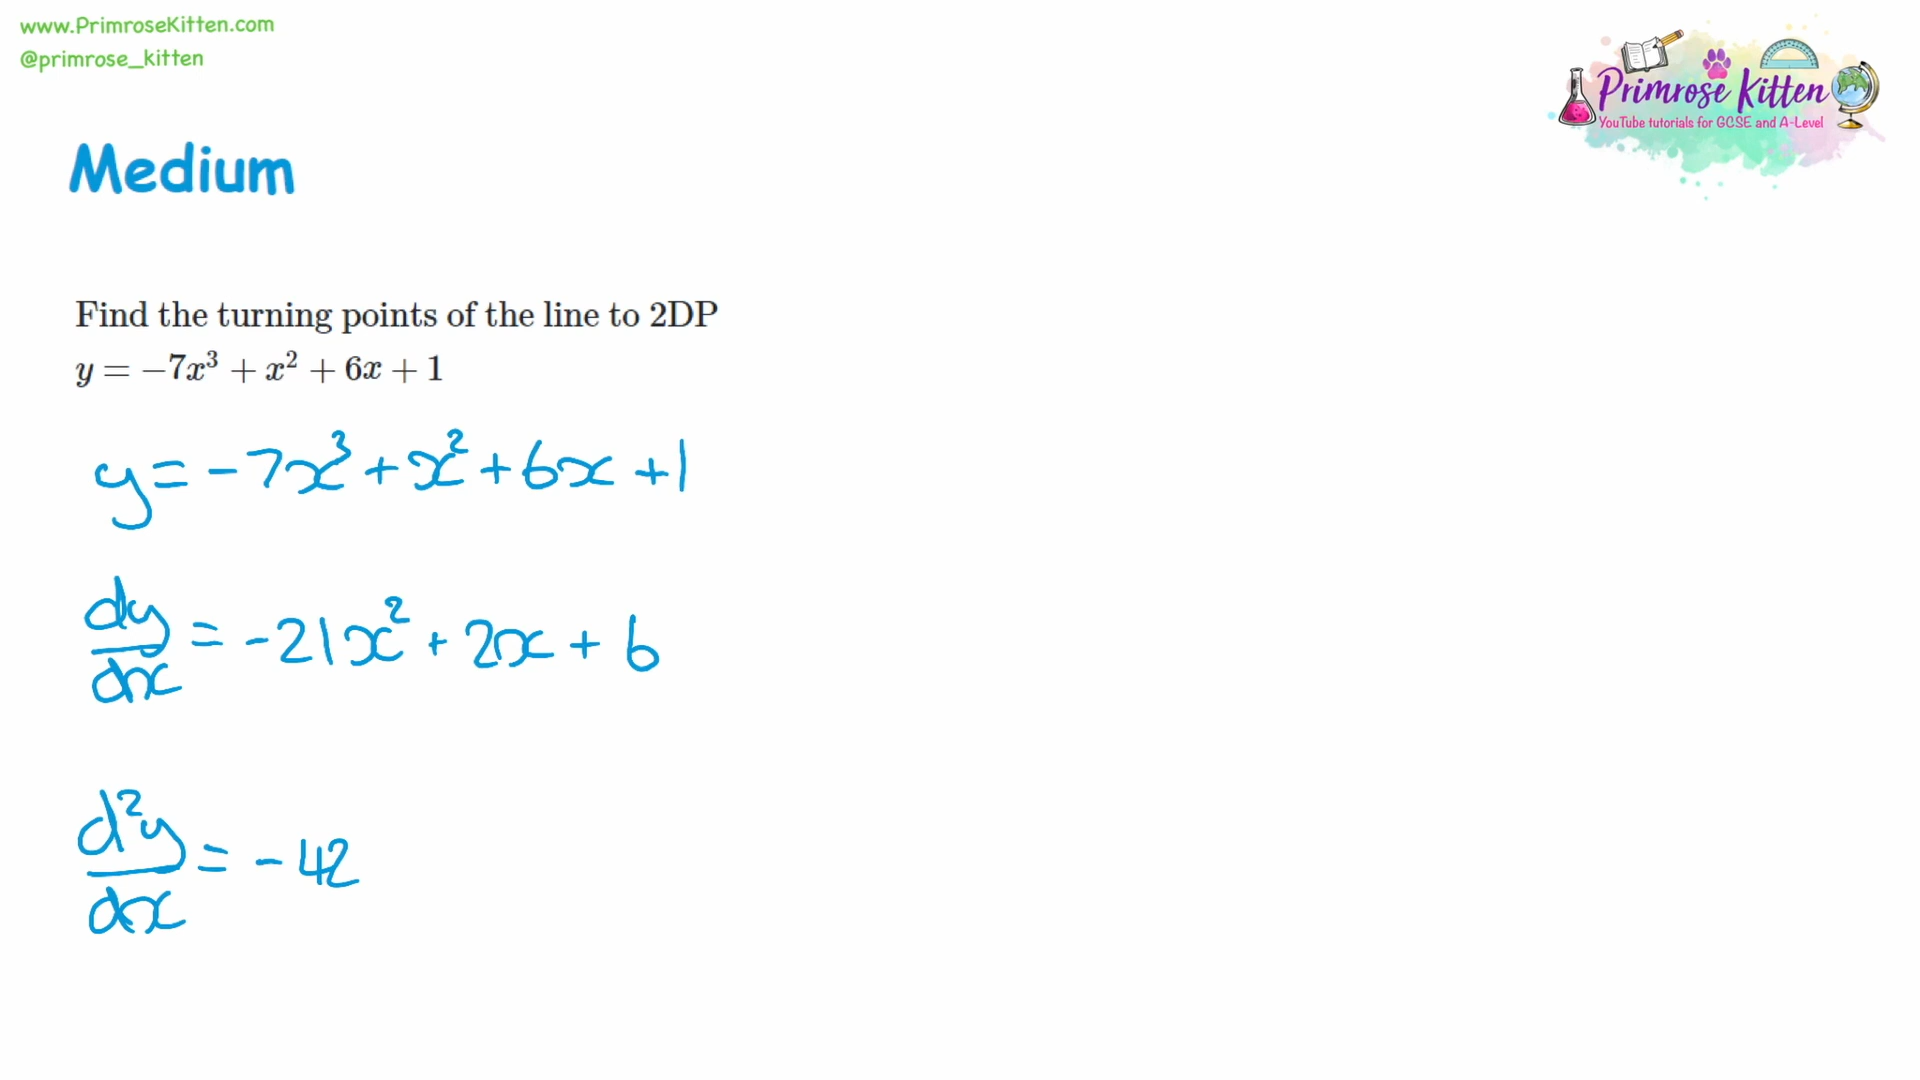 www.PrimroseKitten.com
@primrose_kitten
Primrose Kitten
YouTube tutorials for GCSE and A-Level
Medium
Find the turning points of the line to 2DP
y = −7x³ + x² + 6x + 1
y = -7x³ + x² + 6x + 1
dy/dx = -21x² + 2x + 6
d²y/dx = -42